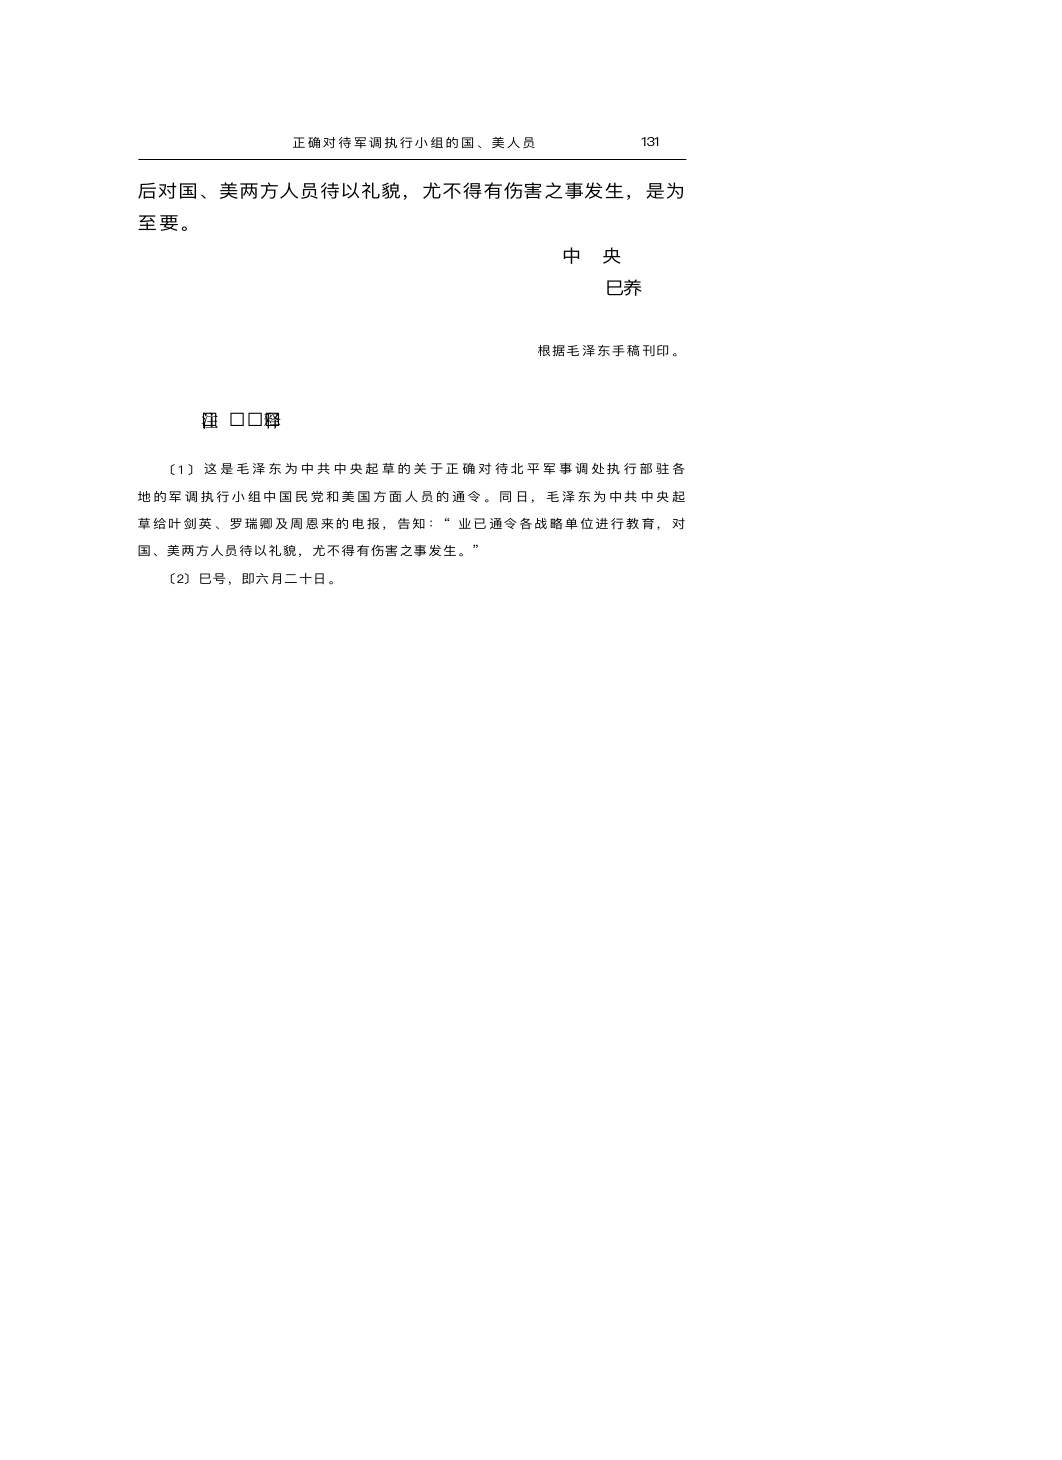 正确对待军调执行小组的国、美人员 131
后对国、美两方人员待以礼貌，尤不得有伤害之事发生，是为
至要。
中 央
巳养
根据毛泽东手稿刊印。
注 □□释
〔1〕这是毛泽东为中共中央起草的关于正确对待北平军事调处执行部驻各
地的军调执行小组中国民党和美国方面人员的通令。同日，毛泽东为中共中央起
草给叶剑英、罗瑞卿及周恩来的电报，告知：“ 业已通令各战略单位进行教育，对
国、美两方人员待以礼貌，尤不得有伤害之事发生。”
〔2〕巳号，即六月二十日。